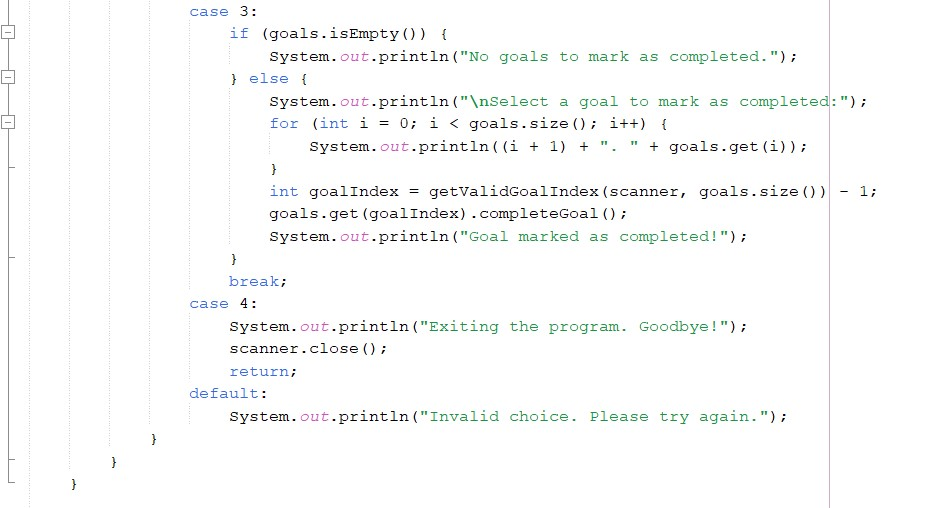 case 3:
if (goals.isEmpty()) {
System.out.println("No goals to mark as completed.");
} else {
System.out.println("\nSelect a goal to mark as completed:");
for (int i = 0; i < goals.size(); i++) {
System.out.println((i + 1) + ". " + goals.get(i));
}
int goalIndex = getValidGoalIndex(scanner, goals.size()) - 1;
goals.get(goalIndex).completeGoal();
System.out.println("Goal marked as completed!");
}
break;
case 4:
System.out.println("Exiting the program. Goodbye!");
scanner.close();
return;
default:
System.out.println("Invalid choice. Please try again.");
}
}
}